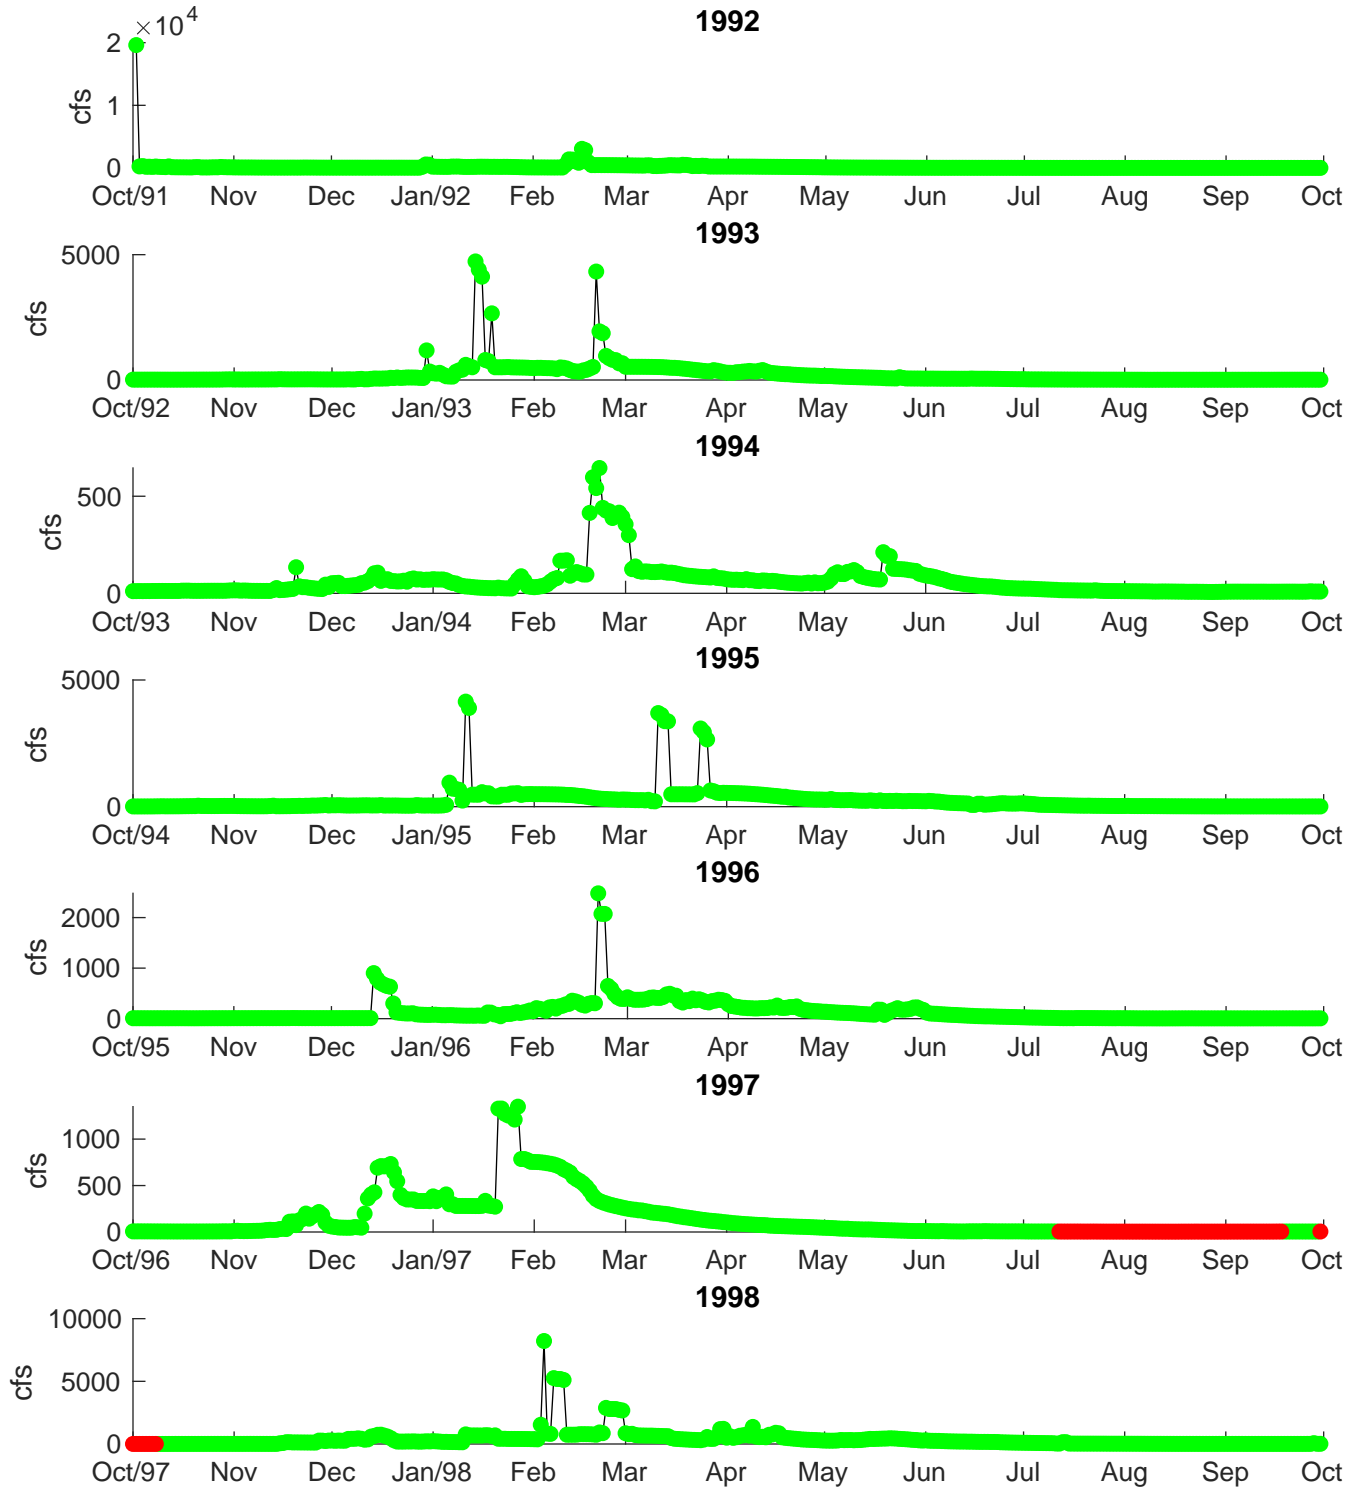 1992
×10^4
2
1
0
cfs
Oct/91 Nov Dec Jan/92 Feb Mar Apr May Jun Jul Aug Sep Oct
1993
5000
0
cfs
Oct/92 Nov Dec Jan/93 Feb Mar Apr May Jun Jul Aug Sep Oct
1994
500
0
cfs
Oct/93 Nov Dec Jan/94 Feb Mar Apr May Jun Jul Aug Sep Oct
1995
5000
0
cfs
Oct/94 Nov Dec Jan/95 Feb Mar Apr May Jun Jul Aug Sep Oct
1996
2000
1000
0
cfs
Oct/95 Nov Dec Jan/96 Feb Mar Apr May Jun Jul Aug Sep Oct
1997
1000
500
0
cfs
Oct/96 Nov Dec Jan/97 Feb Mar Apr May Jun Jul Aug Sep Oct
1998
10000
5000
0
cfs
Oct/97 Nov Dec Jan/98 Feb Mar Apr May Jun Jul Aug Sep Oct